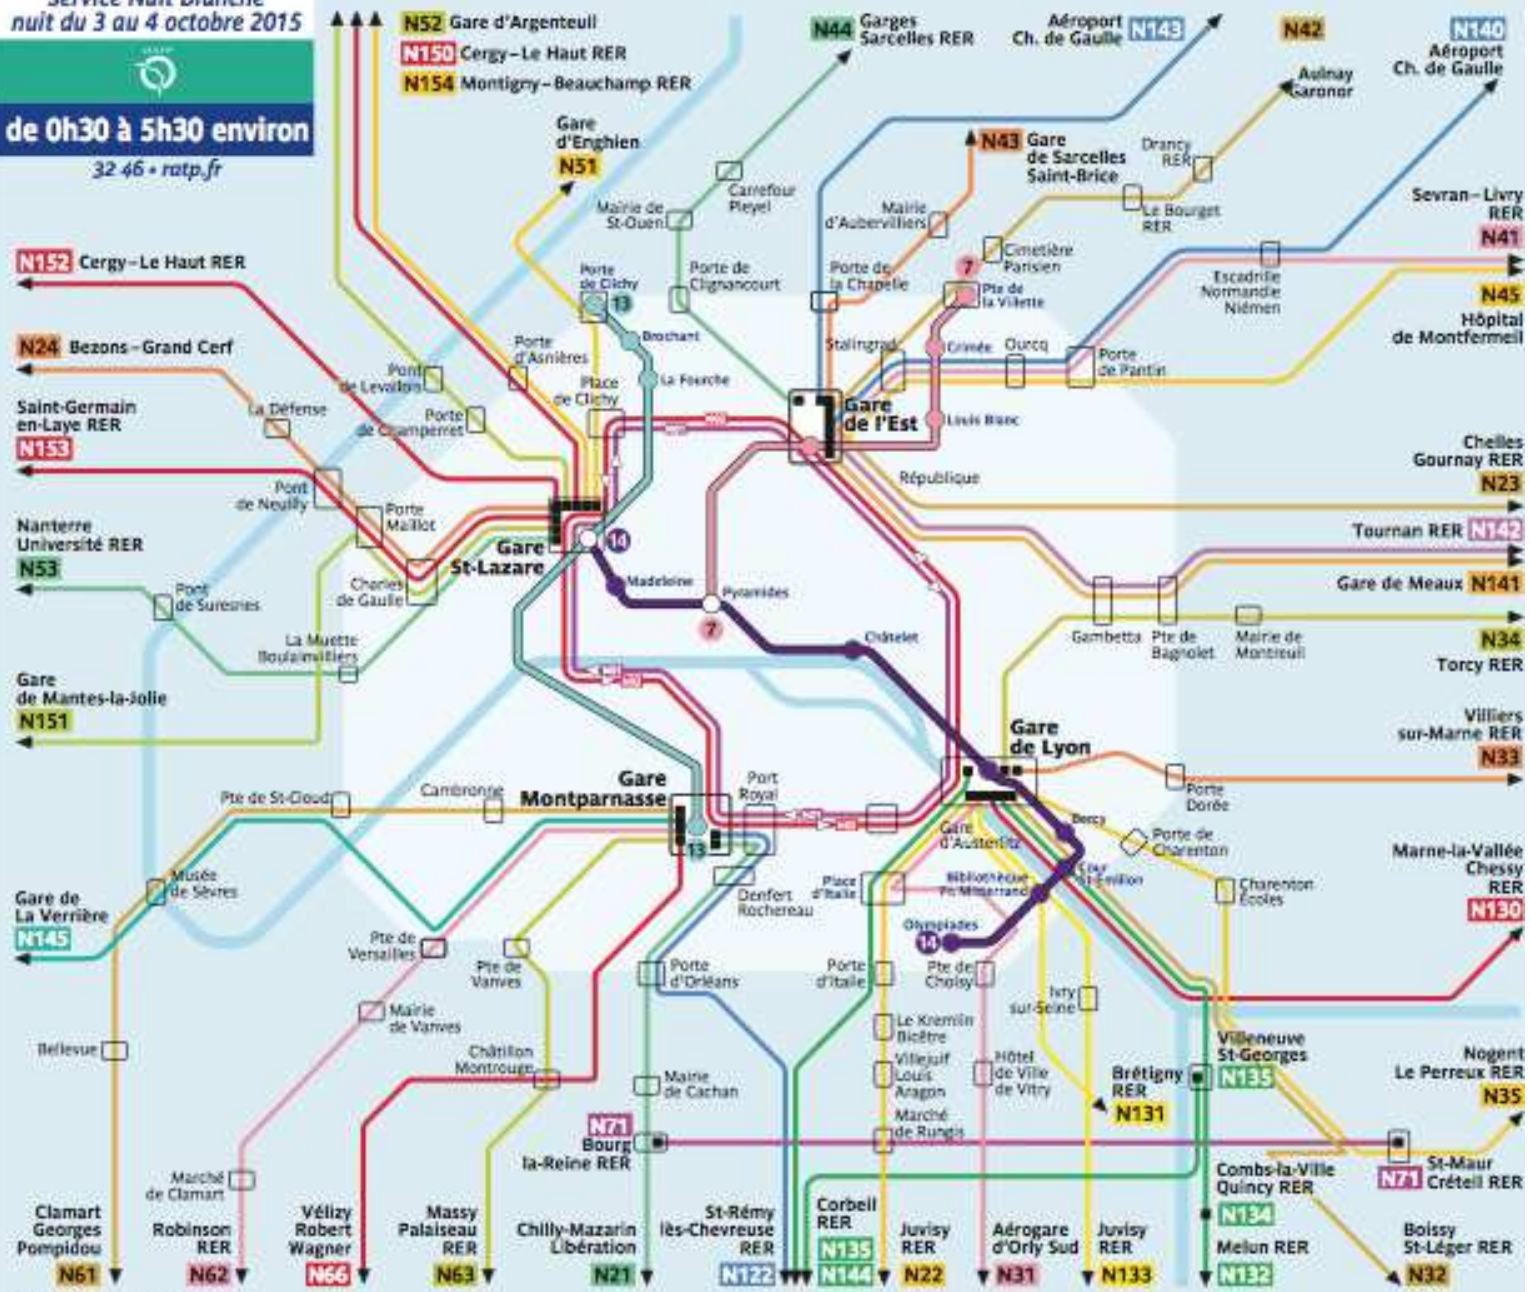 Service Nuit Blanche
nuit du 3 au 4 octobre 2015
de 0h30 à 5h30 environ
32 46 • ratp.fr
N52 Gare d'Argenteuil
N150 Cergy–Le Haut RER
N154 Montigny–Beauchamp RER
Gare
d'Enghien
N51
N44 Garges
Sarcelles RER
Aéroport
Ch. de Gaulle N143
N42
Aulnay
Garonor
N140
Aéroport
Ch. de Gaulle
N43 Gare
de Sarcelles
Saint-Brice
Drancy
RER
Le Bourget
RER
Carrefour
Pleyel
Mairie de
St-Ouen
Mairie
d'Aubervilliers
Cimetière
Parisien
Sevran–Livry
RER
N41
N45
Hôpital
de Montfermeil
Escadrille
Normandie
Niémen
Porte de
Clignancourt
Porte de
la Chapelle
7
Pte de
la Villette
Porte
de Clichy
13
Brochant
La Fourche
Stalingrad
Crimée
Ourcq
Porte
de Pantin
Louis Blanc
N152 Cergy–Le Haut RER
N24 Bezons–Grand Cerf
Saint-Germain
en-Laye RER
N153
La Défense
Pont
de Levallois
Porte
d'Asnières
Place
de Clichy
Porte
de Champerret
Gare
de l'Est
République
Chelles
Gournay RER
N23
Tournan RER N142
Gare de Meaux N141
N34
Torcy RER
Pont
de Neuilly
Porte
Maillot
Nanterre
Université RER
N53
Gare
St-Lazare
14
Charles
de Gaulle
Pont
de Suresnes
La Muette
Boulainvilliers
Madeleine
Pyramides
7
Châtelet
Gambetta
Pte de
Bagnolet
Mairie de
Montreuil
Gare
de Mantes-la-Jolie
N151
Villiers
sur-Marne RER
N33
Gare
de Lyon
Porte
Dorée
Gare
Montparnasse
13
Port
Royal
Pte de St-Cloud
Cambronne
Gare
d'Austerlitz
Bercy
Porte de
Charenton
Cour
St-Emilion
Bibliothèque
Fr. Mitterrand
Charenton
Ecoles
Marne-la-Vallée
Chessy
RER
N130
Musée
de Sèvres
Gare de
La Verrière
N145
Denfert
Rochereau
Place
d'Italie
Olympiades
14
Pte de
Versailles
Pte de
Vanves
Porte
d'Orléans
Porte
d'Italie
Pte de
Choisy
Ivry
sur-Seine
Mairie
de Vanves
Le Kremlin
Bicêtre
Bellevue
Châtillon
Montrouge
Mairie
de Cachan
Villejuif
Louis
Aragon
Hôtel
de Ville
de Vitry
Brétigny
RER
N131
Villeneuve
St-Georges
N135
Nogent
Le Perreux RER
N35
N71
Bourg
la-Reine RER
Marché
de Rungis
N71 St-Maur
Créteil RER
Marché
de Clamart
Clamart
Georges
Pompidou
N61
Robinson
RER
N62
Vélizy
Robert
Wagner
N66
Massy
Palaiseau
RER
N63
Chilly-Mazarin
Libération
N21
St-Rémy
lès-Chevreuse
RER
N122
Corbeil
RER
N135
N144
Juvisy
RER
N22
Aérogare
d'Orly Sud
N31
Juvisy
RER
N133
Combs-la-Ville
Quincy RER
N134
Melun RER
N132
Boissy
St-Léger RER
N32